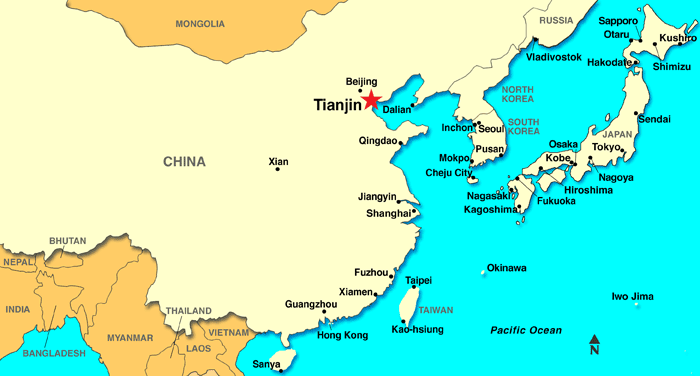 MONGOLIA
RUSSIA
Sapporo
Otaru
Kushiro
Vladivostok
Hakodate
Shimizu
Beijing
Tianjin
Dalian
NORTH
KOREA
Inchon
Seoul
SOUTH
KOREA
Sendai
Qingdao
Pusan
Osaka
JAPAN
Tokyo
CHINA
Xian
Mokpo
Kobe
Cheju City
Nagoya
Hiroshima
Jiangyin
Nagasaki
Fukuoka
Shanghai
Kagoshima
BHUTAN
NEPAL
Fuzhou
Okinawa
Taipei
Xiamen
Iwo Jima
Guangzhou
INDIA
THAILAND
TAIWAN
Hong Kong
Kao-hsiung
Pacific Ocean
MYANMAR
VIETNAM
LAOS
BANGLADESH
N
Sanya